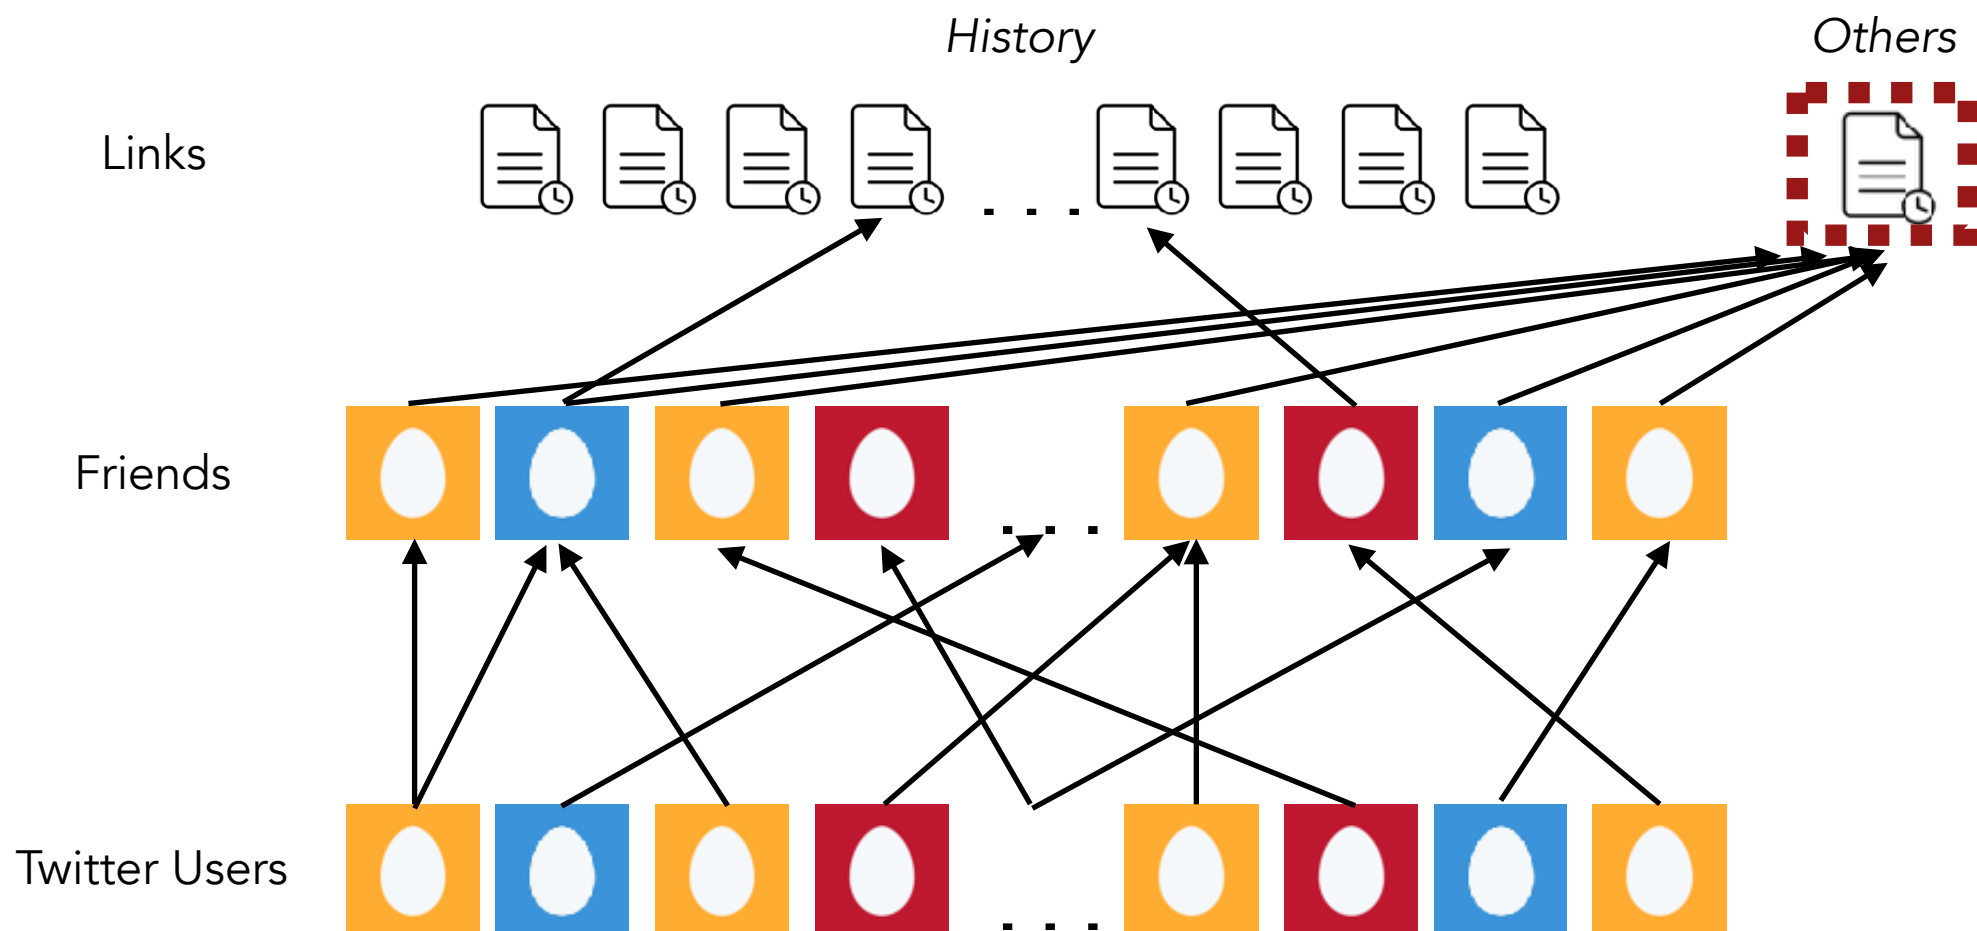 History
Others
Links
. . .
Friends
. . .
Twitter Users
. . .